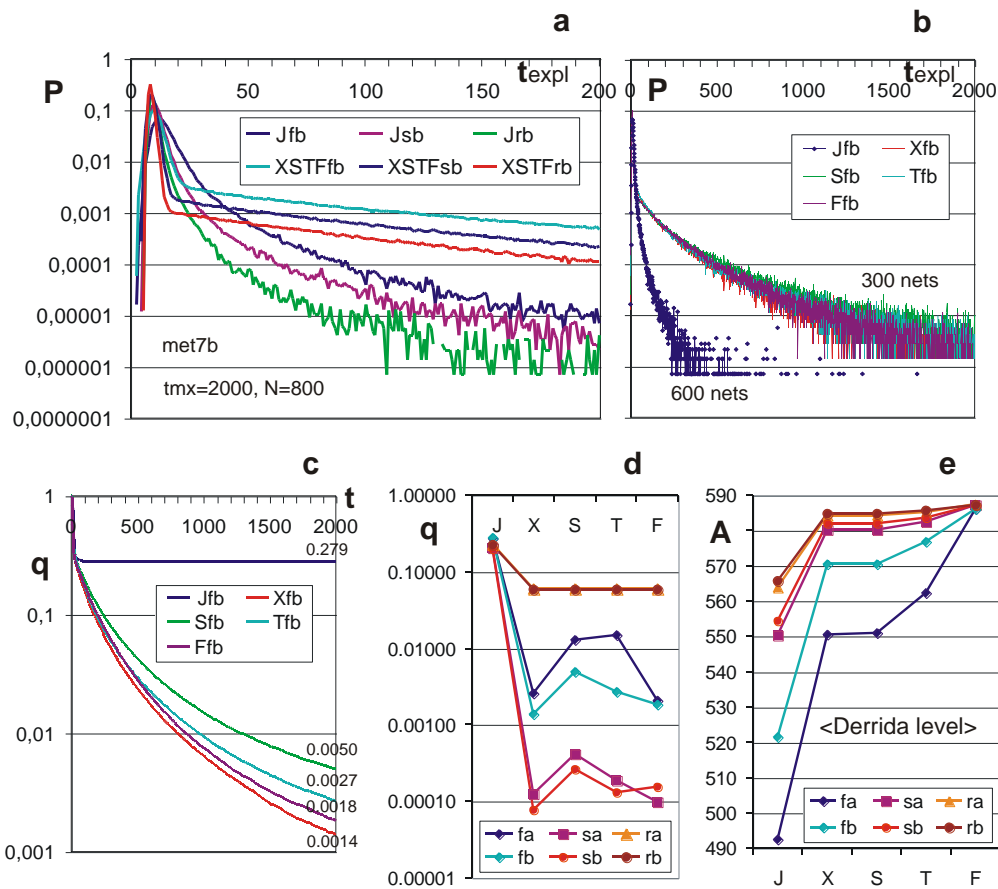 a
P
t expl
1
0,1
0,01
0,001
0,0001
0,00001
0,000001
0,0000001
0 50 100 150 200
Jfb Jsb Jrb
XSTFfb XSTFsb XSTFrb
met7b
tmx=2000, N=800
b
P
t expl
0 500 1000 1500 2000
Jfb Xfb
Sfb Tfb
Ffb
300 nets
600 nets
c
q
t
1
0,1
0,01
0,001
0 500 1000 1500 2000
0.279
Jfb Xfb
Sfb Tfb
Ffb
0.0050
0.0027
0.0018
0.0014
d
q
1.00000
0.10000
0.01000
0.00100
0.00010
0.00001
J X S T F
fa sa ra
fb sb rb
e
A
590
580
570
560
550
540
530
520
510
500
490
<Derrida level>
fa sa ra
fb sb rb
J X S T F